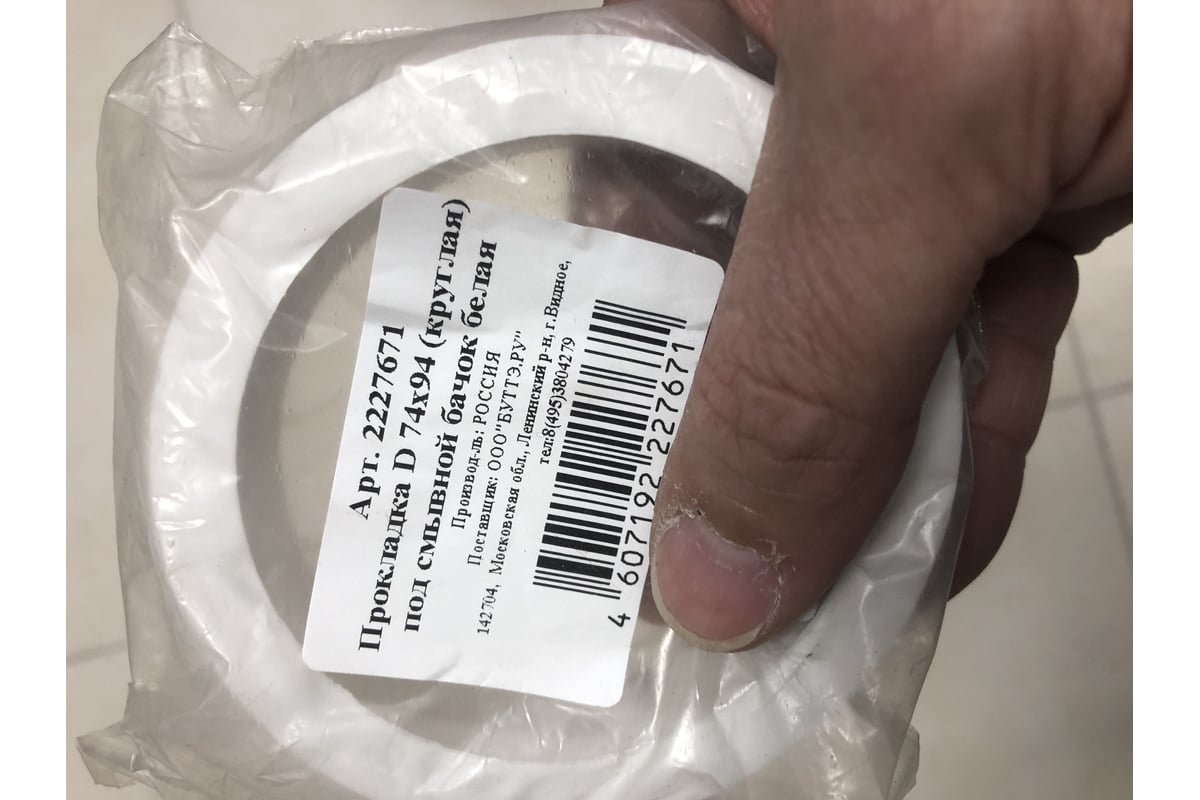 Арт. 2227671
Прокладка D 74х94 (круглая)
под смывной бачок белая
Производ-ль: РОССИЯ
Поставщик: ООО"БУТТЭ.РУ"
142704, Московская обл., Ленинский р-н, г.Видное,
тел:8(495)3804279
4 607192 227671